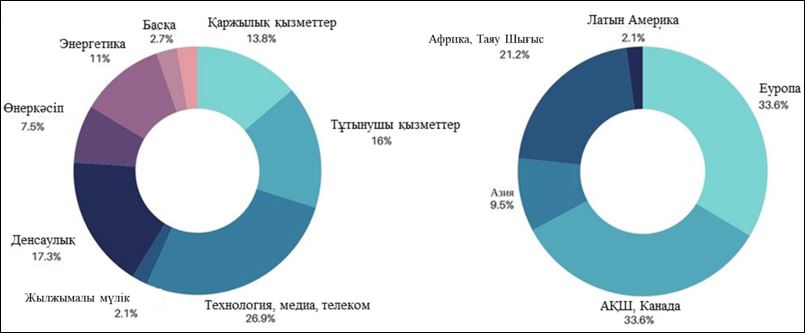 Қаржылық қызметтер
13.8%
Тұтынушы қызметтер
16%
Технология, медиа, телеком
26.9%
Жылжымалы мүлік
2.1%
Денсаулық
17.3%
Өнеркәсіп
7.5%
Энергетика
11%
Басқа
2.7%
Латын Америка
2.1%
Еуропа
33.6%
АҚШ, Канада
33.6%
Азия
9.5%
Африка, Таяу Шығыс
21.2%